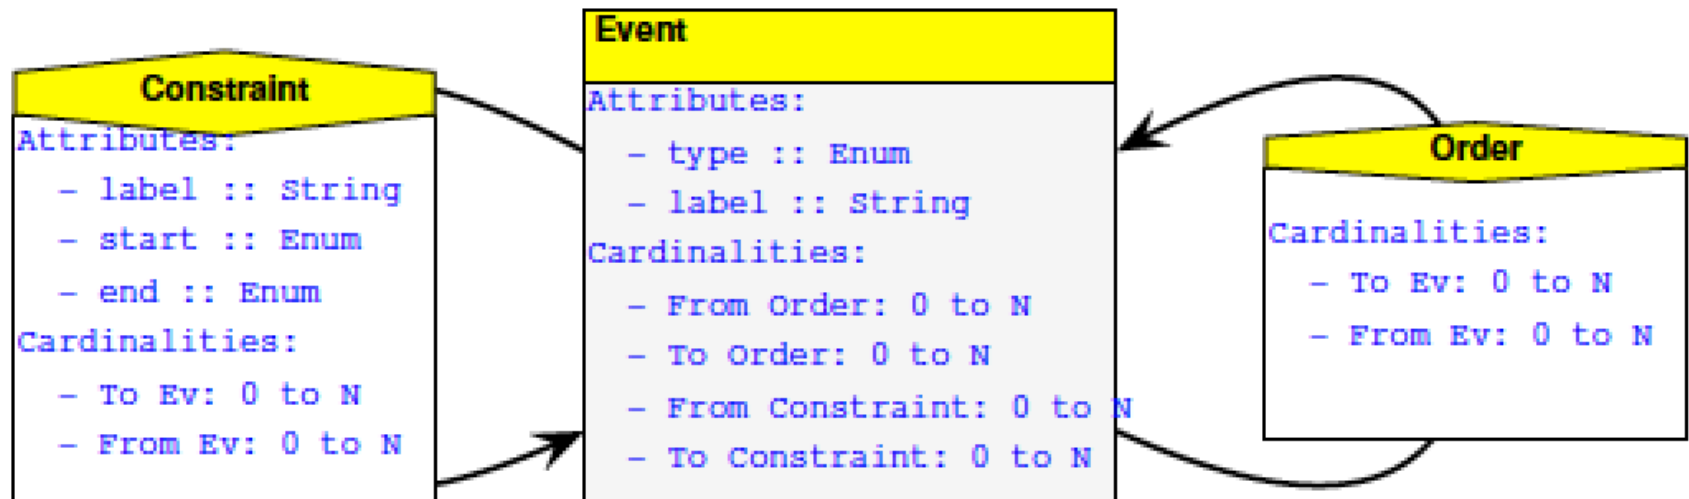 Constraint
Attributes:
– label :: String
– start :: Enum
– end :: Enum
Cardinalities:
– To Ev: 0 to N
– From Ev: 0 to N
Event
Attributes:
– type :: Enum
– label :: String
Cardinalities:
– From Order: 0 to N
– To Order: 0 to N
– From Constraint: 0 to N
– To Constraint: 0 to N
Order
Cardinalities:
– To Ev: 0 to N
– From Ev: 0 to N